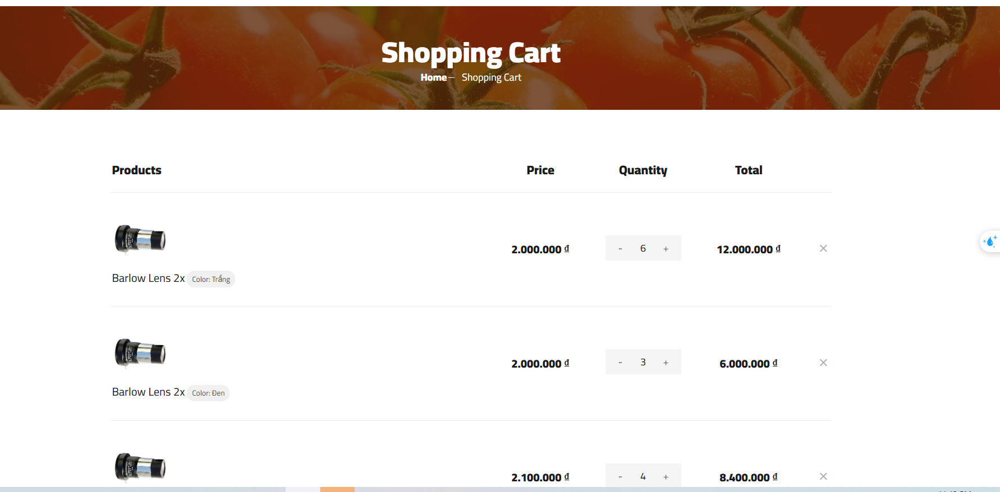 Shopping Cart
Home – Shopping Cart
Products Price Quantity Total
2.000.000 đ - 6 + 12.000.000 đ ×
Barlow Lens 2x Color: Trắng
2.000.000 đ - 3 + 6.000.000 đ ×
Barlow Lens 2x Color: Đen
2.100.000 đ - 4 + 8.400.000 đ ×